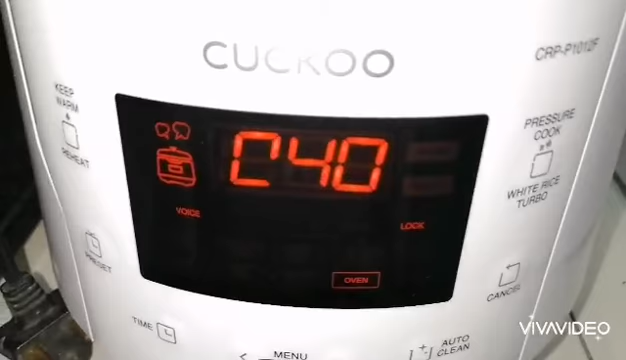 CUCKOO
CRP-P1012F
KEEP
WARM
REHEAT
C40
VOICE
LOCK
OVEN
PRESSURE
COOK
WHITE RICE
TURBO
PRESET
CANCEL
TIME
MENU
AUTO
CLEAN
VIVAVIDEO